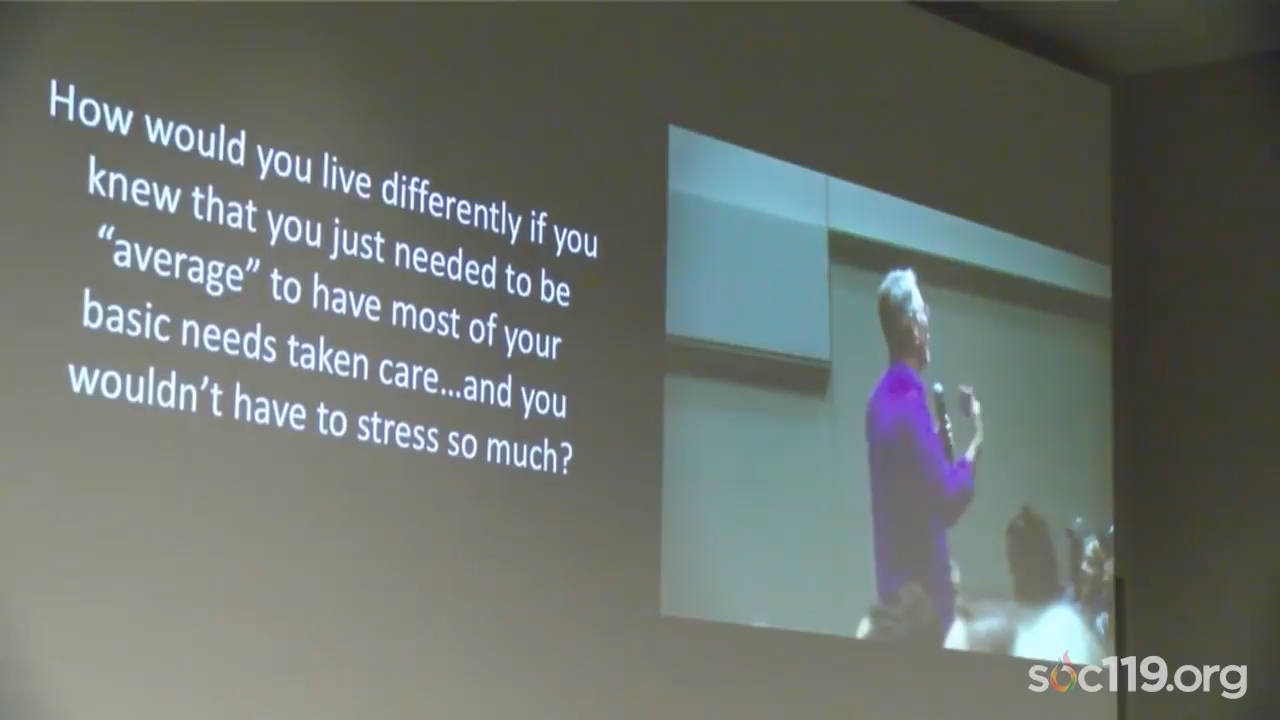 How would you live differently if you
knew that you just needed to be
“average” to have most of your
basic needs taken care...and you
wouldn’t have to stress so much?
soc119.org